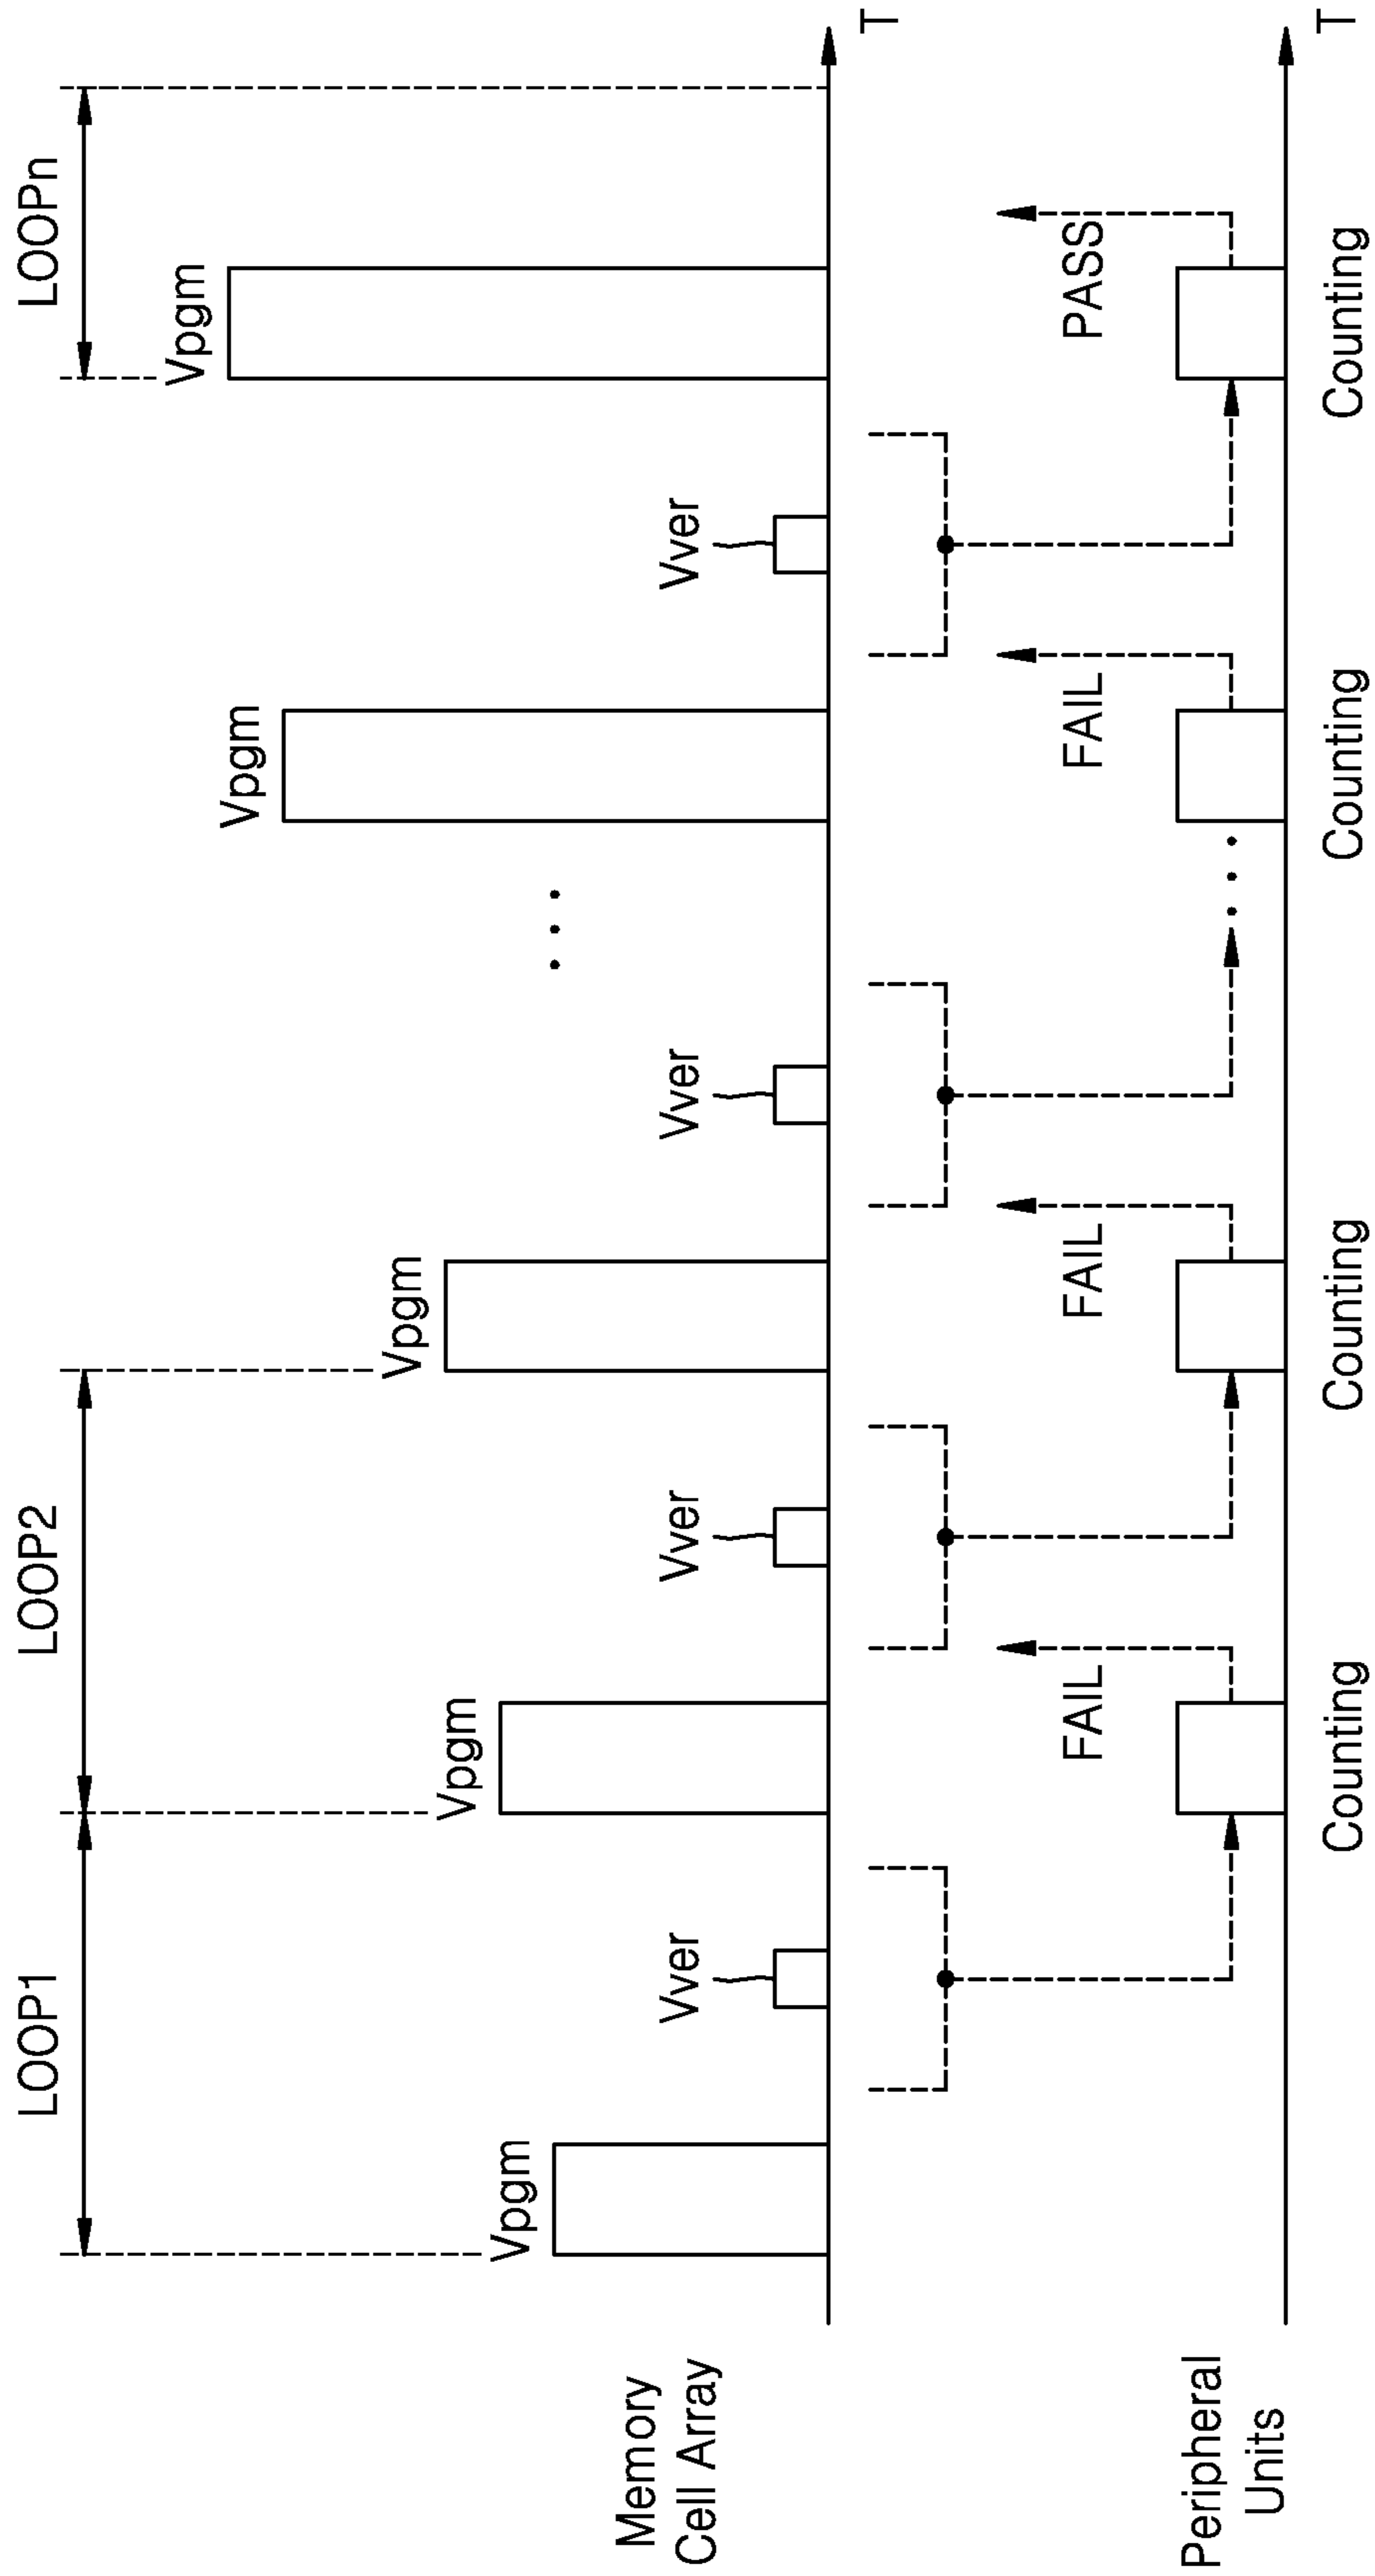 LOOP1
LOOP2
LOOPn
Vpgm
Vpgm
Vpgm
Vpgm
Vpgm
Vver
Vver
Vver
Vver
Memory
Cell Array
T
FAIL
FAIL
FAIL
PASS
Peripheral
Units
T
Counting
Counting
Counting
Counting